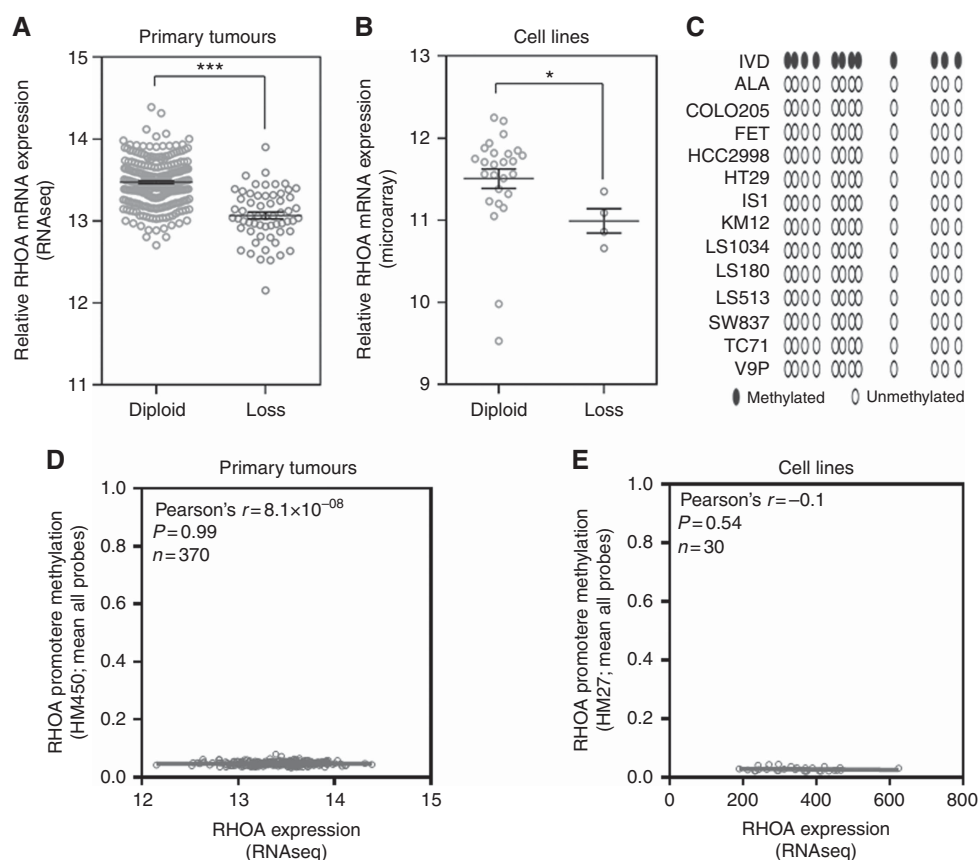 A
Primary tumours
Relative RHOA mRNA expression
(RNAseq)
15
14
13
12
11
***
Diploid
Loss
B
Cell lines
Relative RHOA mRNA expression
(microarray)
13
12
11
10
9
*
Diploid
Loss
C
IVD
ALA
COLO205
FET
HCC2998
HT29
IS1
KM12
LS1034
LS180
LS513
SW837
TC71
V9P
Methylated
Unmethylated
D
Primary tumours
RHOA promotere methylation
(HM450; mean all probes)
1.0
0.8
0.6
0.4
0.2
0.0
Pearson's r=8.1×10⁻⁰⁸
P=0.99
n=370
12
13
14
15
RHOA expression
(RNAseq)
E
Cell lines
RHOA promotere methylation
(HM27; mean all probes)
1.0
0.8
0.6
0.4
0.2
0.0
Pearson's r=–0.1
P=0.54
n=30
0
200
400
600
800
RHOA expression
(RNAseq)